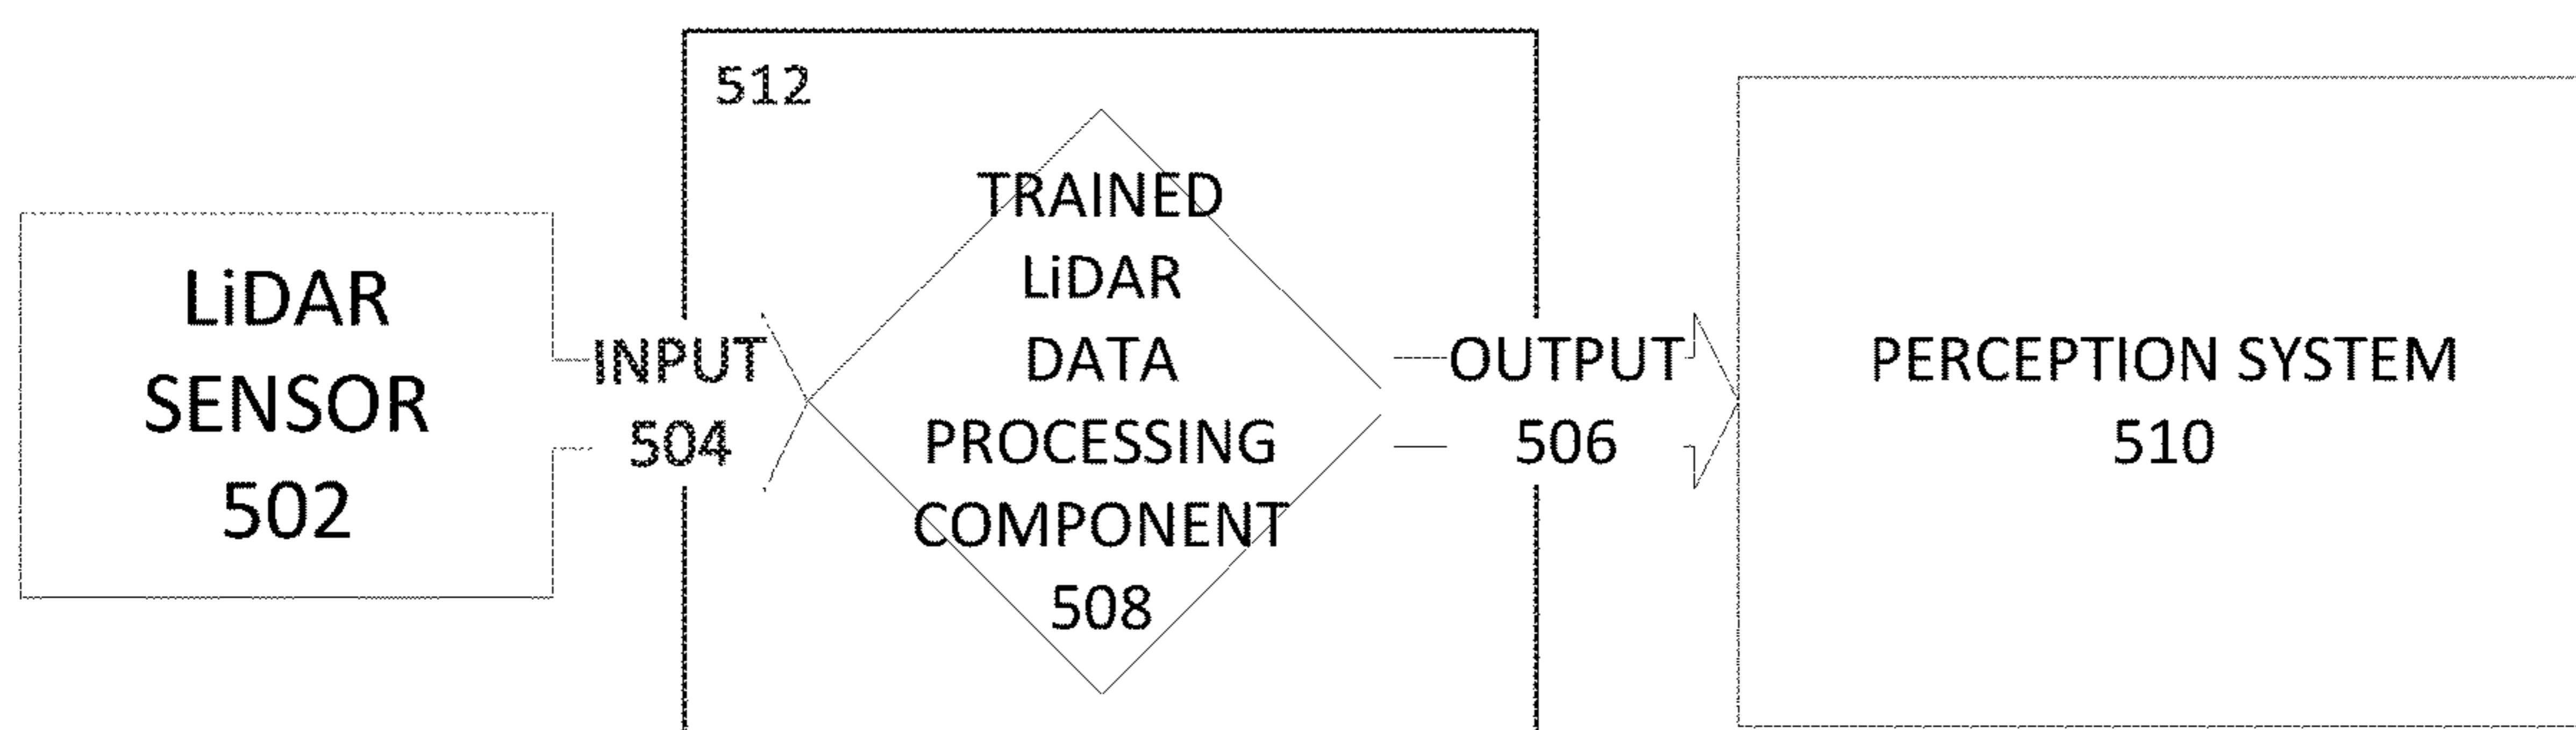 512
LiDAR
SENSOR
502
INPUT
504
TRAINED
LiDAR
DATA
PROCESSING
COMPONENT
508
OUTPUT
506
PERCEPTION SYSTEM
510